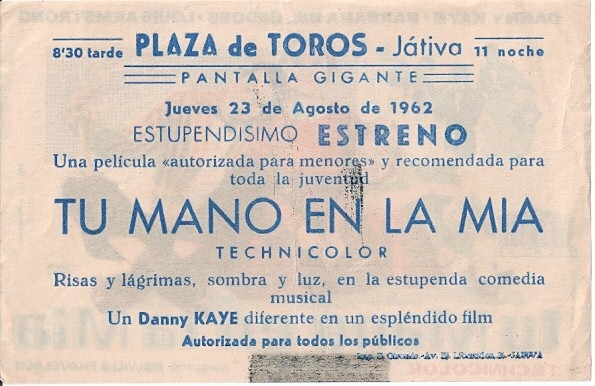 8'30 tarde PLAZA de TOROS - Játiva 11 noche
PANTALLA GIGANTE
Jueves 23 de Agosto de 1962
ESTUPENDISIMO ESTRENO
Una película «autorizada para menores» y recomendada para
toda la juventud
TU MANO EN LA MIA
TECHNICOLOR
Risas y lágrimas, sombra y luz, en la estupenda comedia
musical
Un Danny KAYE diferente en un espléndido film
Autorizada para todos los públicos